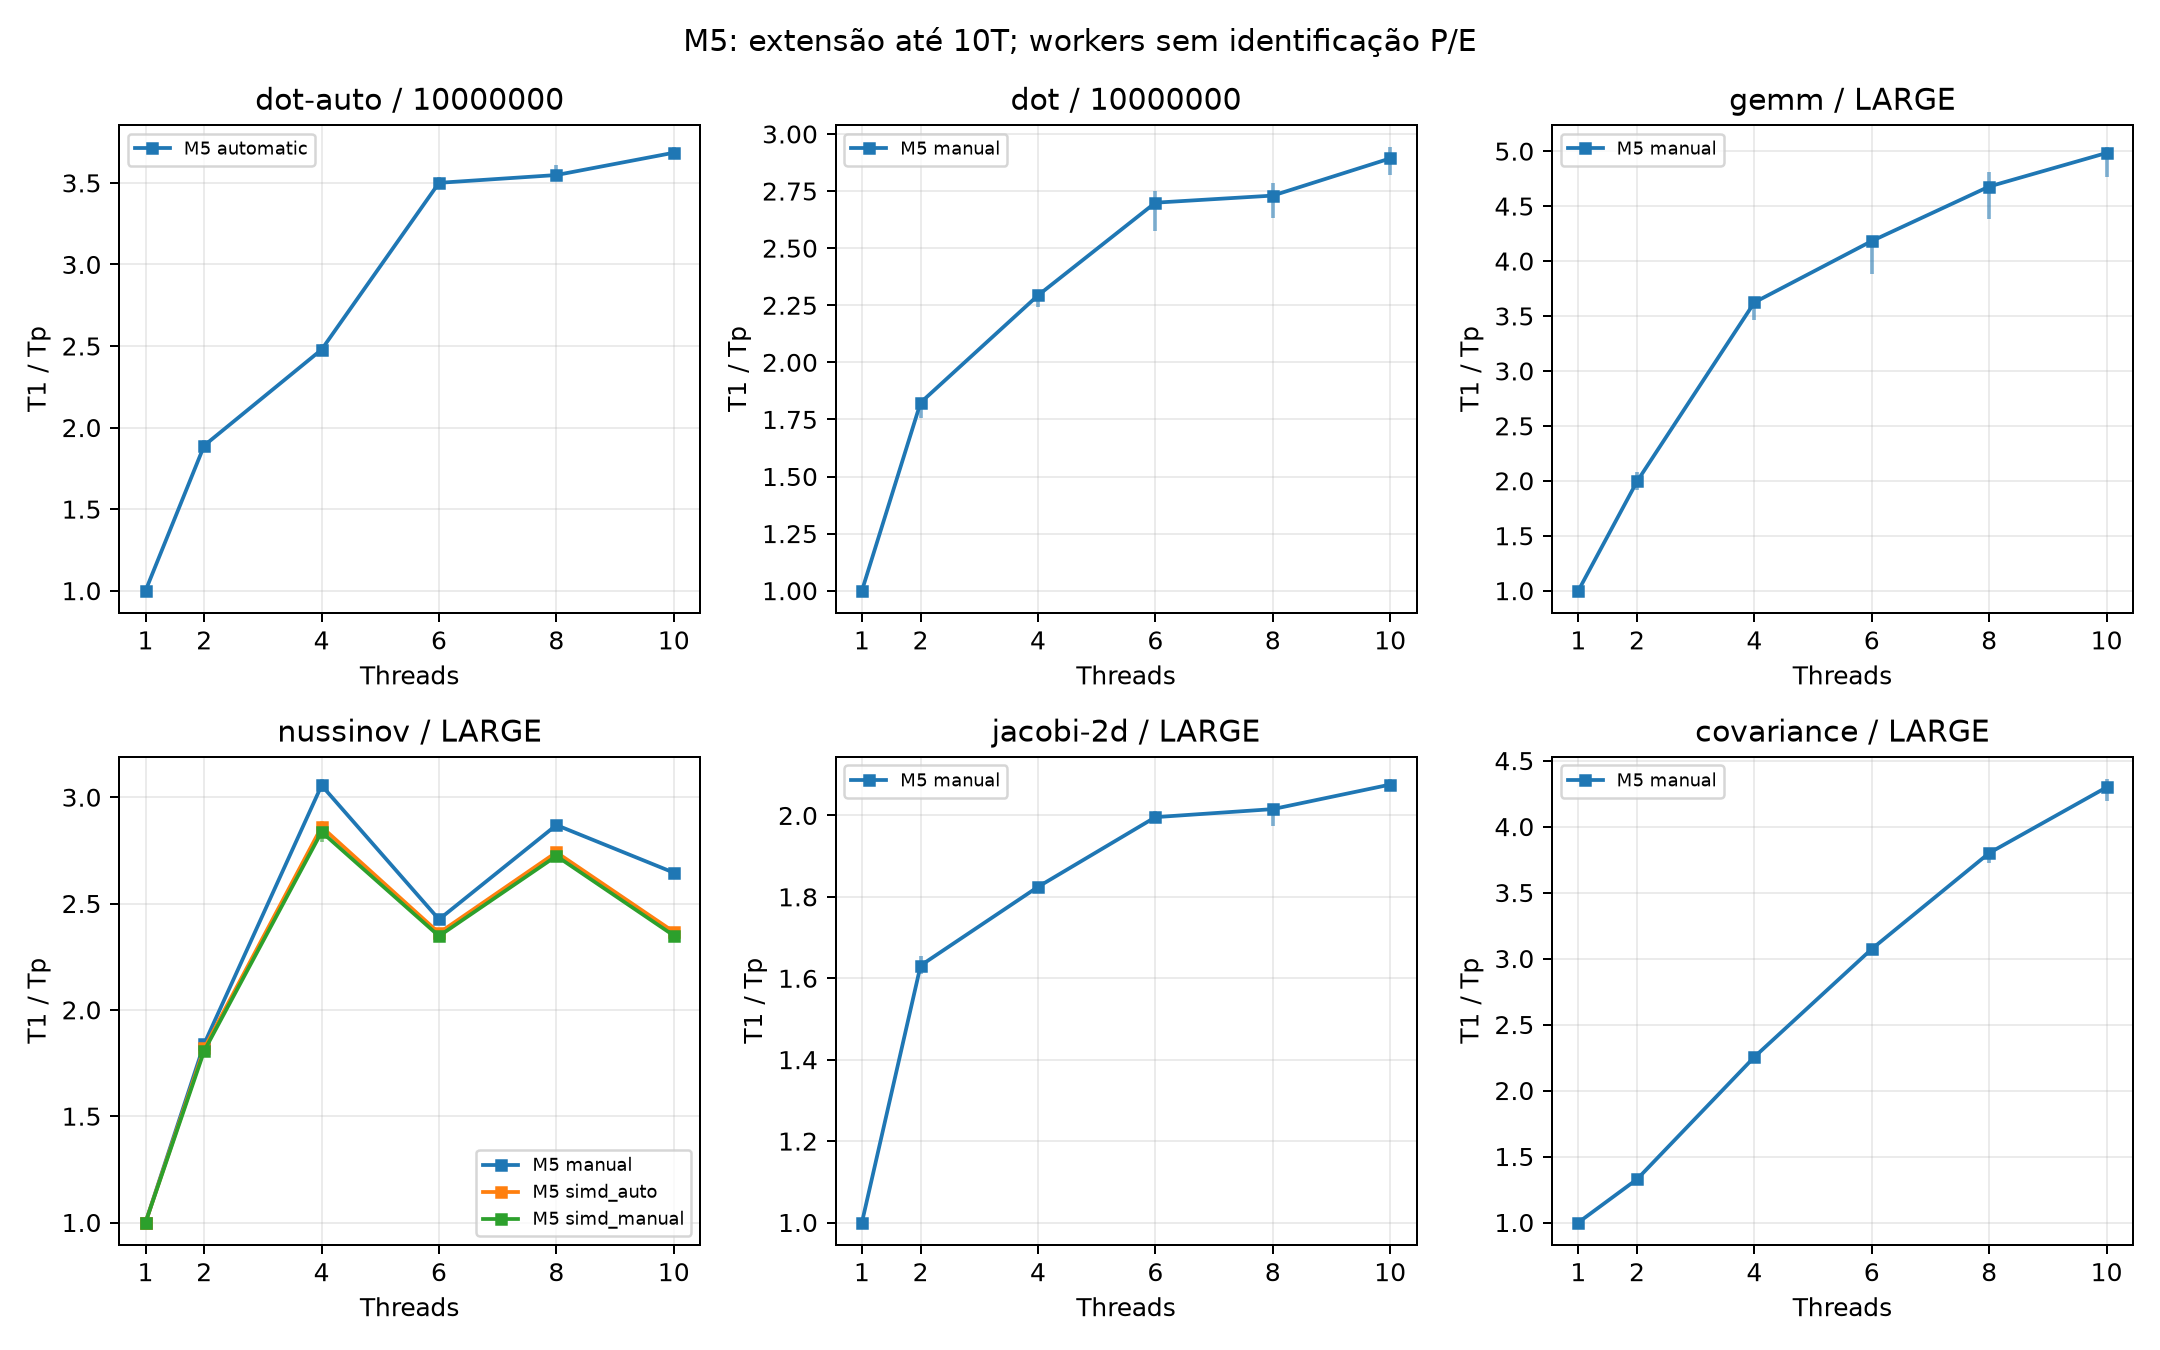 M5: extensão até 10T; workers sem identificação P/E
dot-auto / 10000000
M5 automatic
T1 / Tp
3.5
3.0
2.5
2.0
1.5
1.0
1 2 4 6 8 10
Threads
dot / 10000000
M5 manual
T1 / Tp
3.00
2.75
2.50
2.25
2.00
1.75
1.50
1.25
1.00
1 2 4 6 8 10
Threads
gemm / LARGE
M5 manual
T1 / Tp
5.0
4.5
4.0
3.5
3.0
2.5
2.0
1.5
1.0
1 2 4 6 8 10
Threads
nussinov / LARGE
T1 / Tp
3.0
2.5
2.0
1.5
1.0
M5 manual
M5 simd_auto
M5 simd_manual
1 2 4 6 8 10
Threads
jacobi-2d / LARGE
M5 manual
T1 / Tp
2.0
1.8
1.6
1.4
1.2
1.0
1 2 4 6 8 10
Threads
covariance / LARGE
M5 manual
T1 / Tp
4.5
4.0
3.5
3.0
2.5
2.0
1.5
1.0
1 2 4 6 8 10
Threads